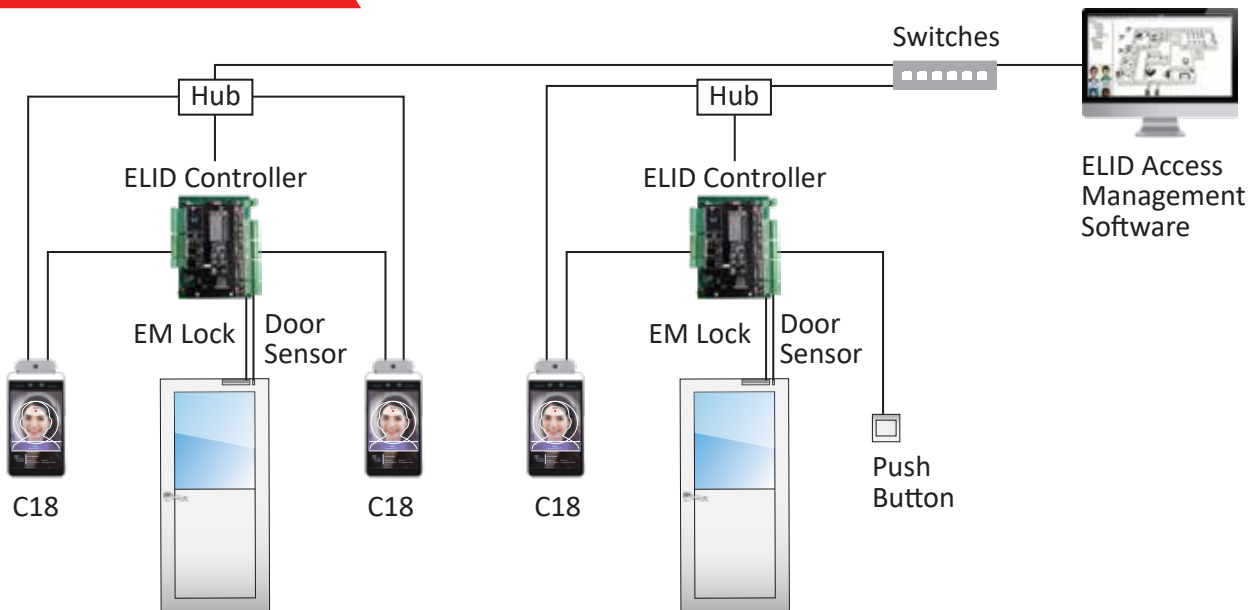 Switches
Hub
Hub
ELID Controller
ELID Controller
ELID Access
Management
Software
EM Lock
Door
Sensor
EM Lock
Door
Sensor
C18
C18
C18
Push
Button